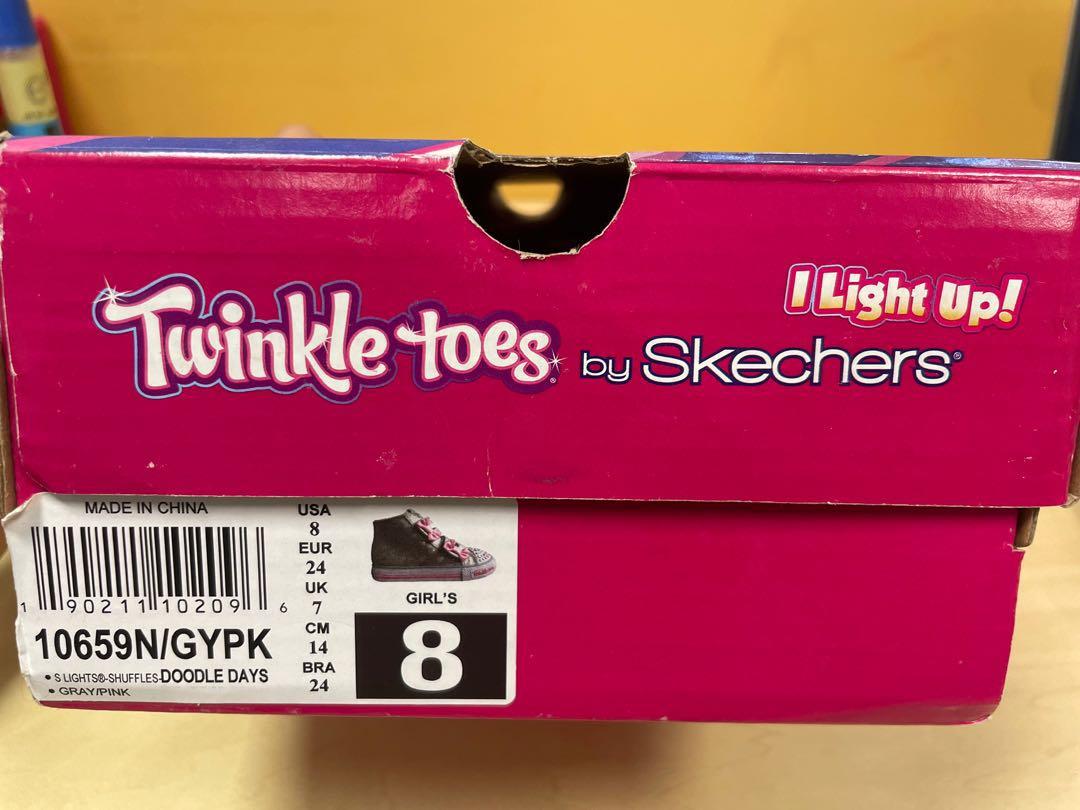 I Light Up!
Twinkle toes® by Skechers®
MADE IN CHINA
1 90211 10209 6
10659N/GYPK
• S LIGHTS®-SHUFFLES-DOODLE DAYS
• GRAY/PINK
USA
8
EUR
24
UK
7
CM
14
BRA
24
GIRL'S
8